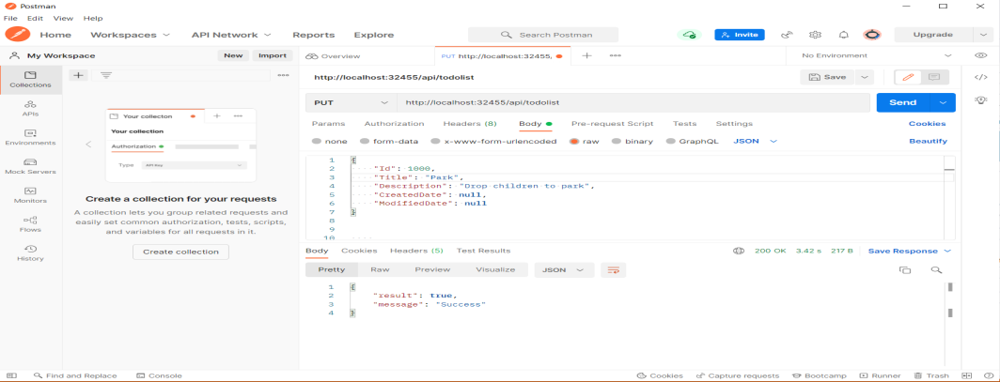 Postman
File Edit View Help
Home Workspaces API Network Reports Explore Search Postman Invite Upgrade
My Workspace New Import Overview PUT http://localhost:32455, No Environment
Collections
APIs
Environments
Mock Servers
Monitors
Flows
History
Your collection
Your collection
Authorization
Type API Key
Create a collection for your requests
A collection lets you group related requests and
easily set common authorization, tests, scripts,
and variables for all requests in it.
Create collection
http://localhost:32455/api/todolist Save
PUT http://localhost:32455/api/todolist Send
Params Authorization Headers (8) Body Pre-request Script Tests Settings Cookies
none form-data x-www-form-urlencoded raw binary GraphQL JSON Beautify
1 {
2 "Id": 1000,
3 "Title": "Park",
4 "Description": "Drop children to park",
5 "CreatedDate": null,
6 "ModifiedDate": null
7 }
8
9
10
Body Cookies Headers (5) Test Results 200 OK 3.42 s 217 B Save Response
Pretty Raw Preview Visualize JSON
1 {
2 "result": true,
3 "message": "Success"
4 }
Find and Replace Console Cookies Capture requests Bootcamp Runner Trash